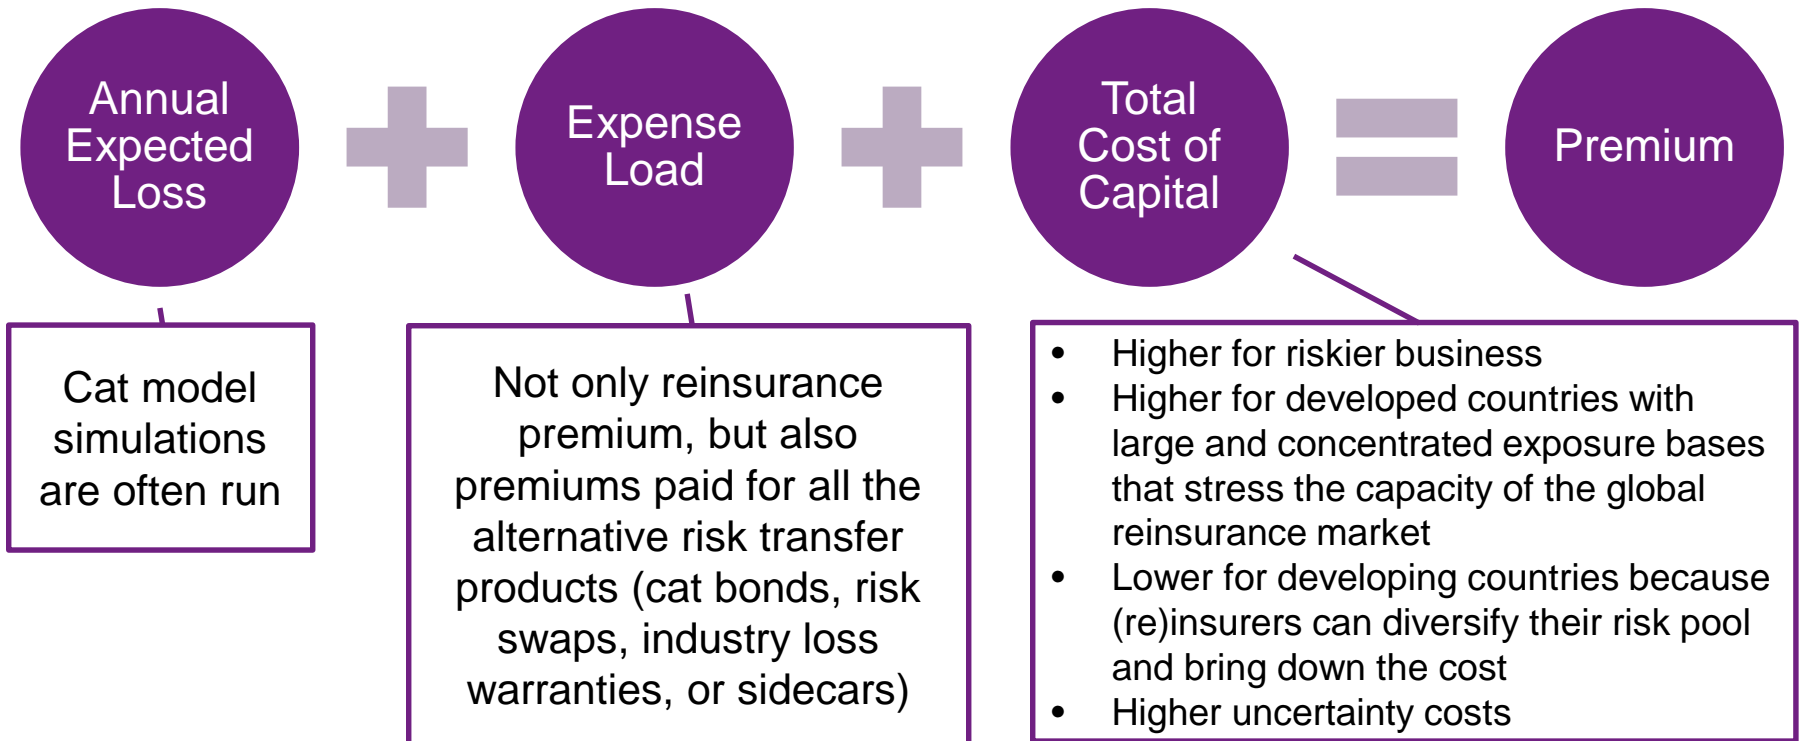 Annual
Expected
Loss
Expense
Load
Total
Cost of
Capital
Premium
Cat model
simulations
are often run
Not only reinsurance
premium, but also
premiums paid for all the
alternative risk transfer
products (cat bonds, risk
swaps, industry loss
warranties, or sidecars)
• Higher for riskier business
• Higher for developed countries with
large and concentrated exposure bases
that stress the capacity of the global
reinsurance market
• Lower for developing countries because
(re)insurers can diversify their risk pool
and bring down the cost
• Higher uncertainty costs